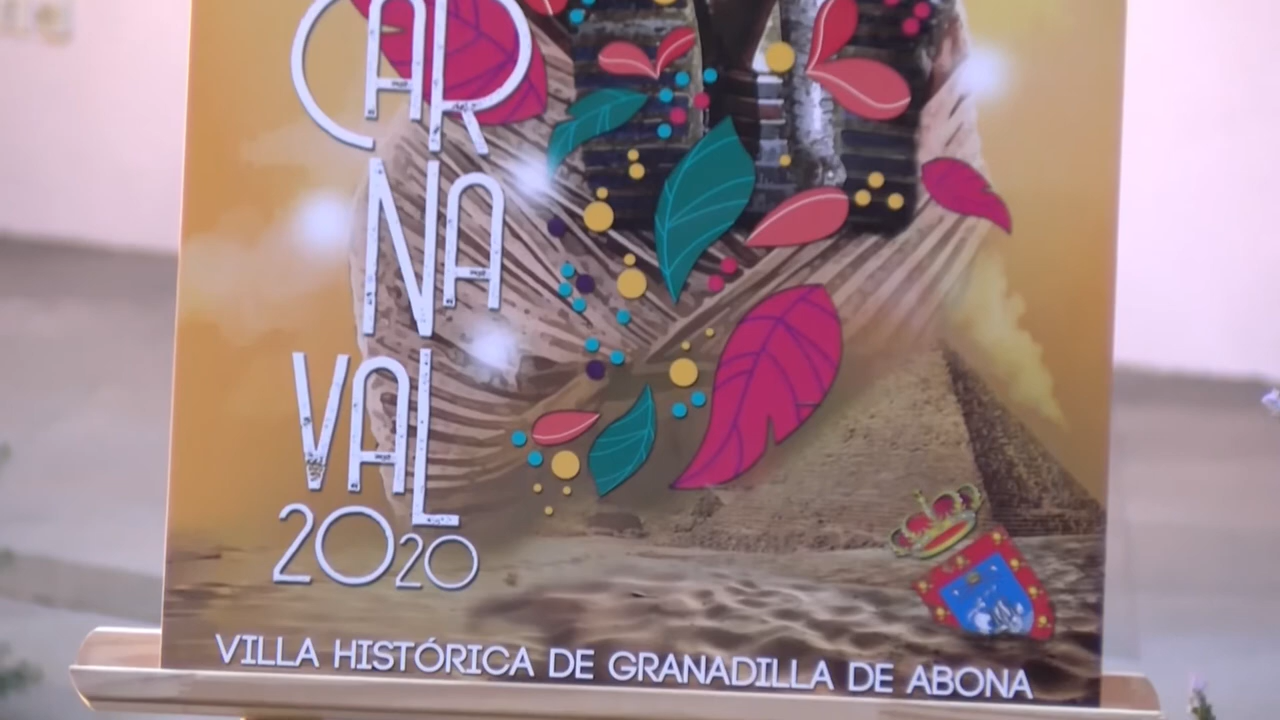 CAR
NA
VAL
2020
VILLA HISTÓRICA DE GRANADILLA DE ABONA